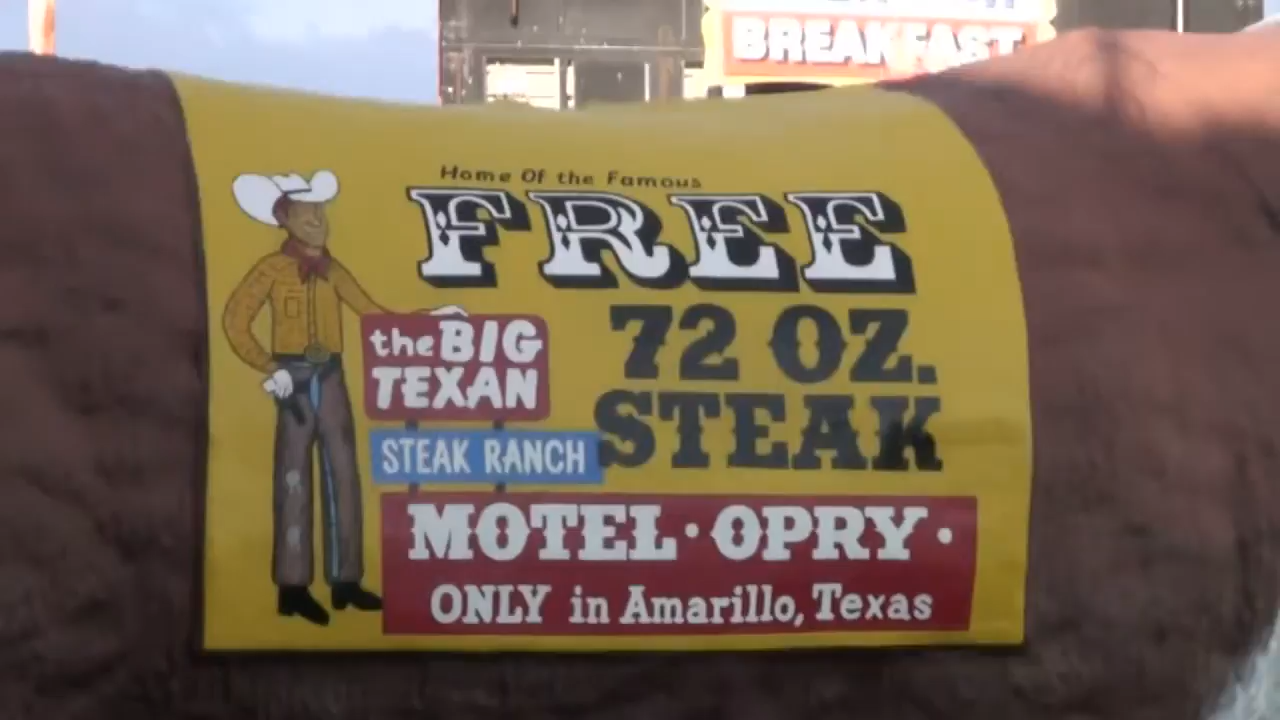 BREAKFAST
Home Of the Famous
FREE
72 OZ.
STEAK
the BIG
TEXAN
STEAK RANCH
MOTEL · OPRY ·
ONLY in Amarillo, Texas